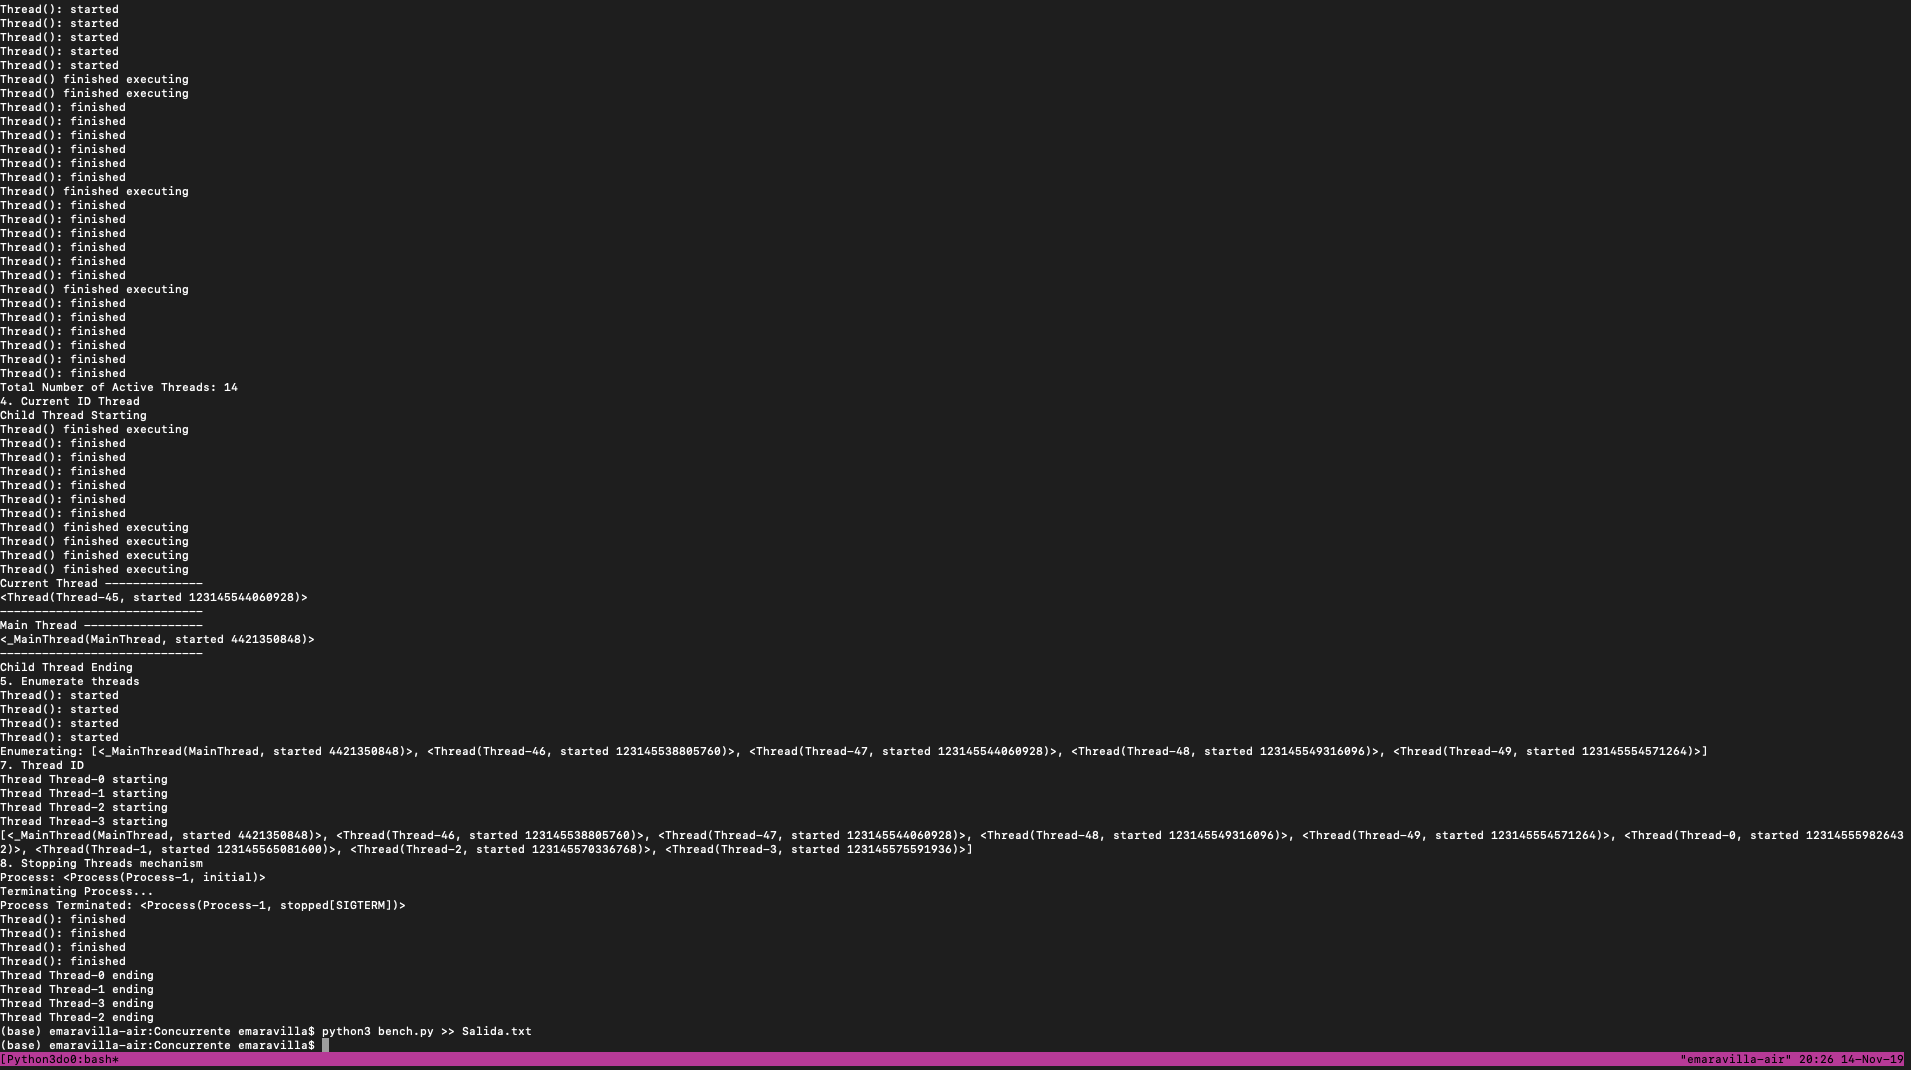 Thread(): started
Thread(): started
Thread(): started
Thread(): started
Thread(): started
Thread() finished executing
Thread() finished executing
Thread(): finished
Thread(): finished
Thread(): finished
Thread(): finished
Thread(): finished
Thread(): finished
Thread() finished executing
Thread(): finished
Thread(): finished
Thread(): finished
Thread(): finished
Thread(): finished
Thread(): finished
Thread() finished executing
Thread(): finished
Thread(): finished
Thread(): finished
Thread(): finished
Thread(): finished
Thread(): finished
Total Number of Active Threads: 14
4. Current ID Thread
Child Thread Starting
Thread() finished executing
Thread(): finished
Thread(): finished
Thread(): finished
Thread(): finished
Thread(): finished
Thread(): finished
Thread() finished executing
Thread() finished executing
Thread() finished executing
Thread() finished executing
Current Thread --------------
<Thread(Thread-45, started 123145544060928)>
-----------------------------
Main Thread -----------------
<_MainThread(MainThread, started 4421350848)>
-----------------------------
Child Thread Ending
5. Enumerate threads
Thread(): started
Thread(): started
Thread(): started
Thread(): started
Enumerating: [<_MainThread(MainThread, started 4421350848)>, <Thread(Thread-46, started 123145538805760)>, <Thread(Thread-47, started 123145544060928)>, <Thread(Thread-48, started 123145549316096)>, <Thread(Thread-49, started 123145554571264)>]
7. Thread ID
Thread Thread-0 starting
Thread Thread-1 starting
Thread Thread-2 starting
Thread Thread-3 starting
[<_MainThread(MainThread, started 4421350848)>, <Thread(Thread-46, started 123145538805760)>, <Thread(Thread-47, started 123145544060928)>, <Thread(Thread-48, started 123145549316096)>, <Thread(Thread-49, started 123145554571264)>, <Thread(Thread-0, started 12314555982643
2)>, <Thread(Thread-1, started 123145565081600)>, <Thread(Thread-2, started 123145570336768)>, <Thread(Thread-3, started 123145575591936)>]
8. Stopping Threads mechanism
Process: <Process(Process-1, initial)>
Terminating Process...
Process Terminated: <Process(Process-1, stopped[SIGTERM])>
Thread(): finished
Thread(): finished
Thread(): finished
Thread(): finished
Thread Thread-0 ending
Thread Thread-1 ending
Thread Thread-3 ending
Thread Thread-2 ending
(base) emaravilla-air:Concurrente emaravilla$ python3 bench.py >> Salida.txt
(base) emaravilla-air:Concurrente emaravilla$
[Python3do0:bash* "emaravilla-air" 20:26 14-Nov-19